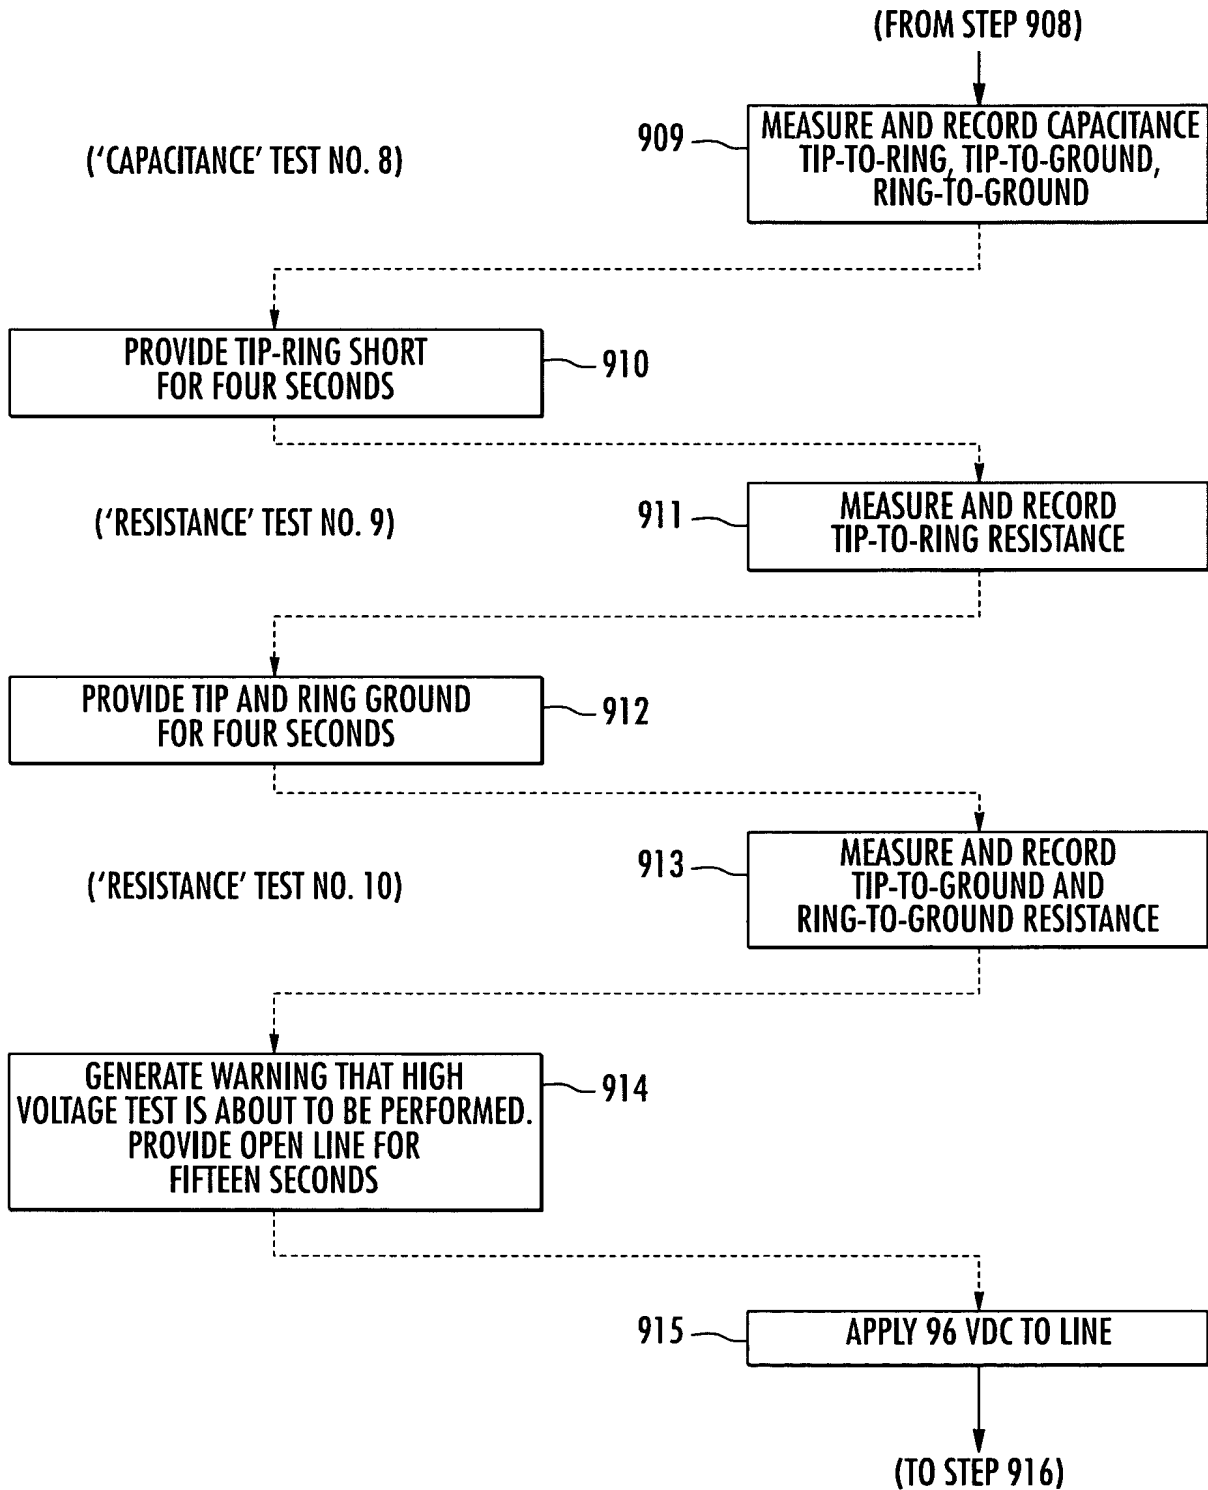 (FROM STEP 908)
909
MEASURE AND RECORD CAPACITANCE
TIP-TO-RING, TIP-TO-GROUND,
RING-TO-GROUND
('CAPACITANCE' TEST NO. 8)
PROVIDE TIP-RING SHORT
FOR FOUR SECONDS
910
('RESISTANCE' TEST NO. 9)
911
MEASURE AND RECORD
TIP-TO-RING RESISTANCE
PROVIDE TIP AND RING GROUND
FOR FOUR SECONDS
912
('RESISTANCE' TEST NO. 10)
913
MEASURE AND RECORD
TIP-TO-GROUND AND
RING-TO-GROUND RESISTANCE
GENERATE WARNING THAT HIGH
VOLTAGE TEST IS ABOUT TO BE PERFORMED.
PROVIDE OPEN LINE FOR
FIFTEEN SECONDS
914
915
APPLY 96 VDC TO LINE
(TO STEP 916)